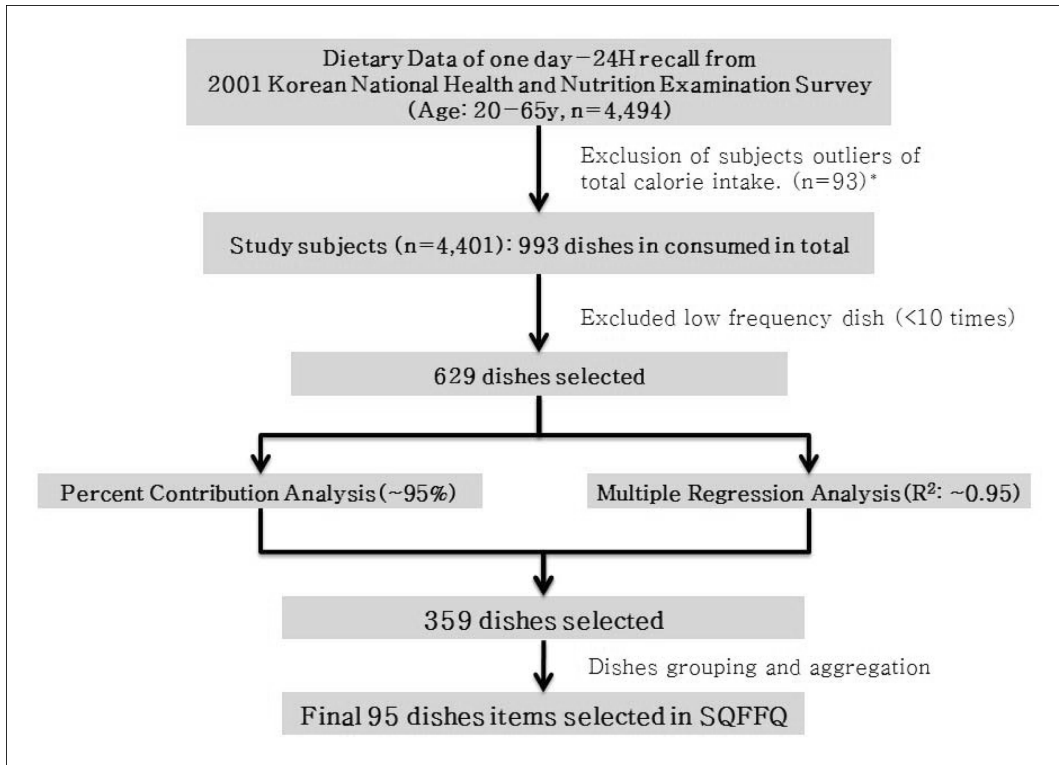 Dietary Data of one day-24H recall from
2001 Korean National Health and Nutrition Examination Survey
(Age: 20-65y, n=4,494)
Exclusion of subjects outliers of
total calorie intake. (n=93)*
Study subjects (n=4,401): 993 dishes in consumed in total
Excluded low frequency dish (<10 times)
629 dishes selected
Percent Contribution Analysis(~95%)
Multiple Regression Analysis(R²: ~0.95)
359 dishes selected
Dishes grouping and aggregation
Final 95 dishes items selected in SQFFQ